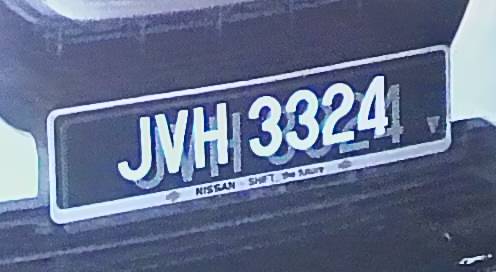 JVH 3324
NISSAN SHIFT_the future